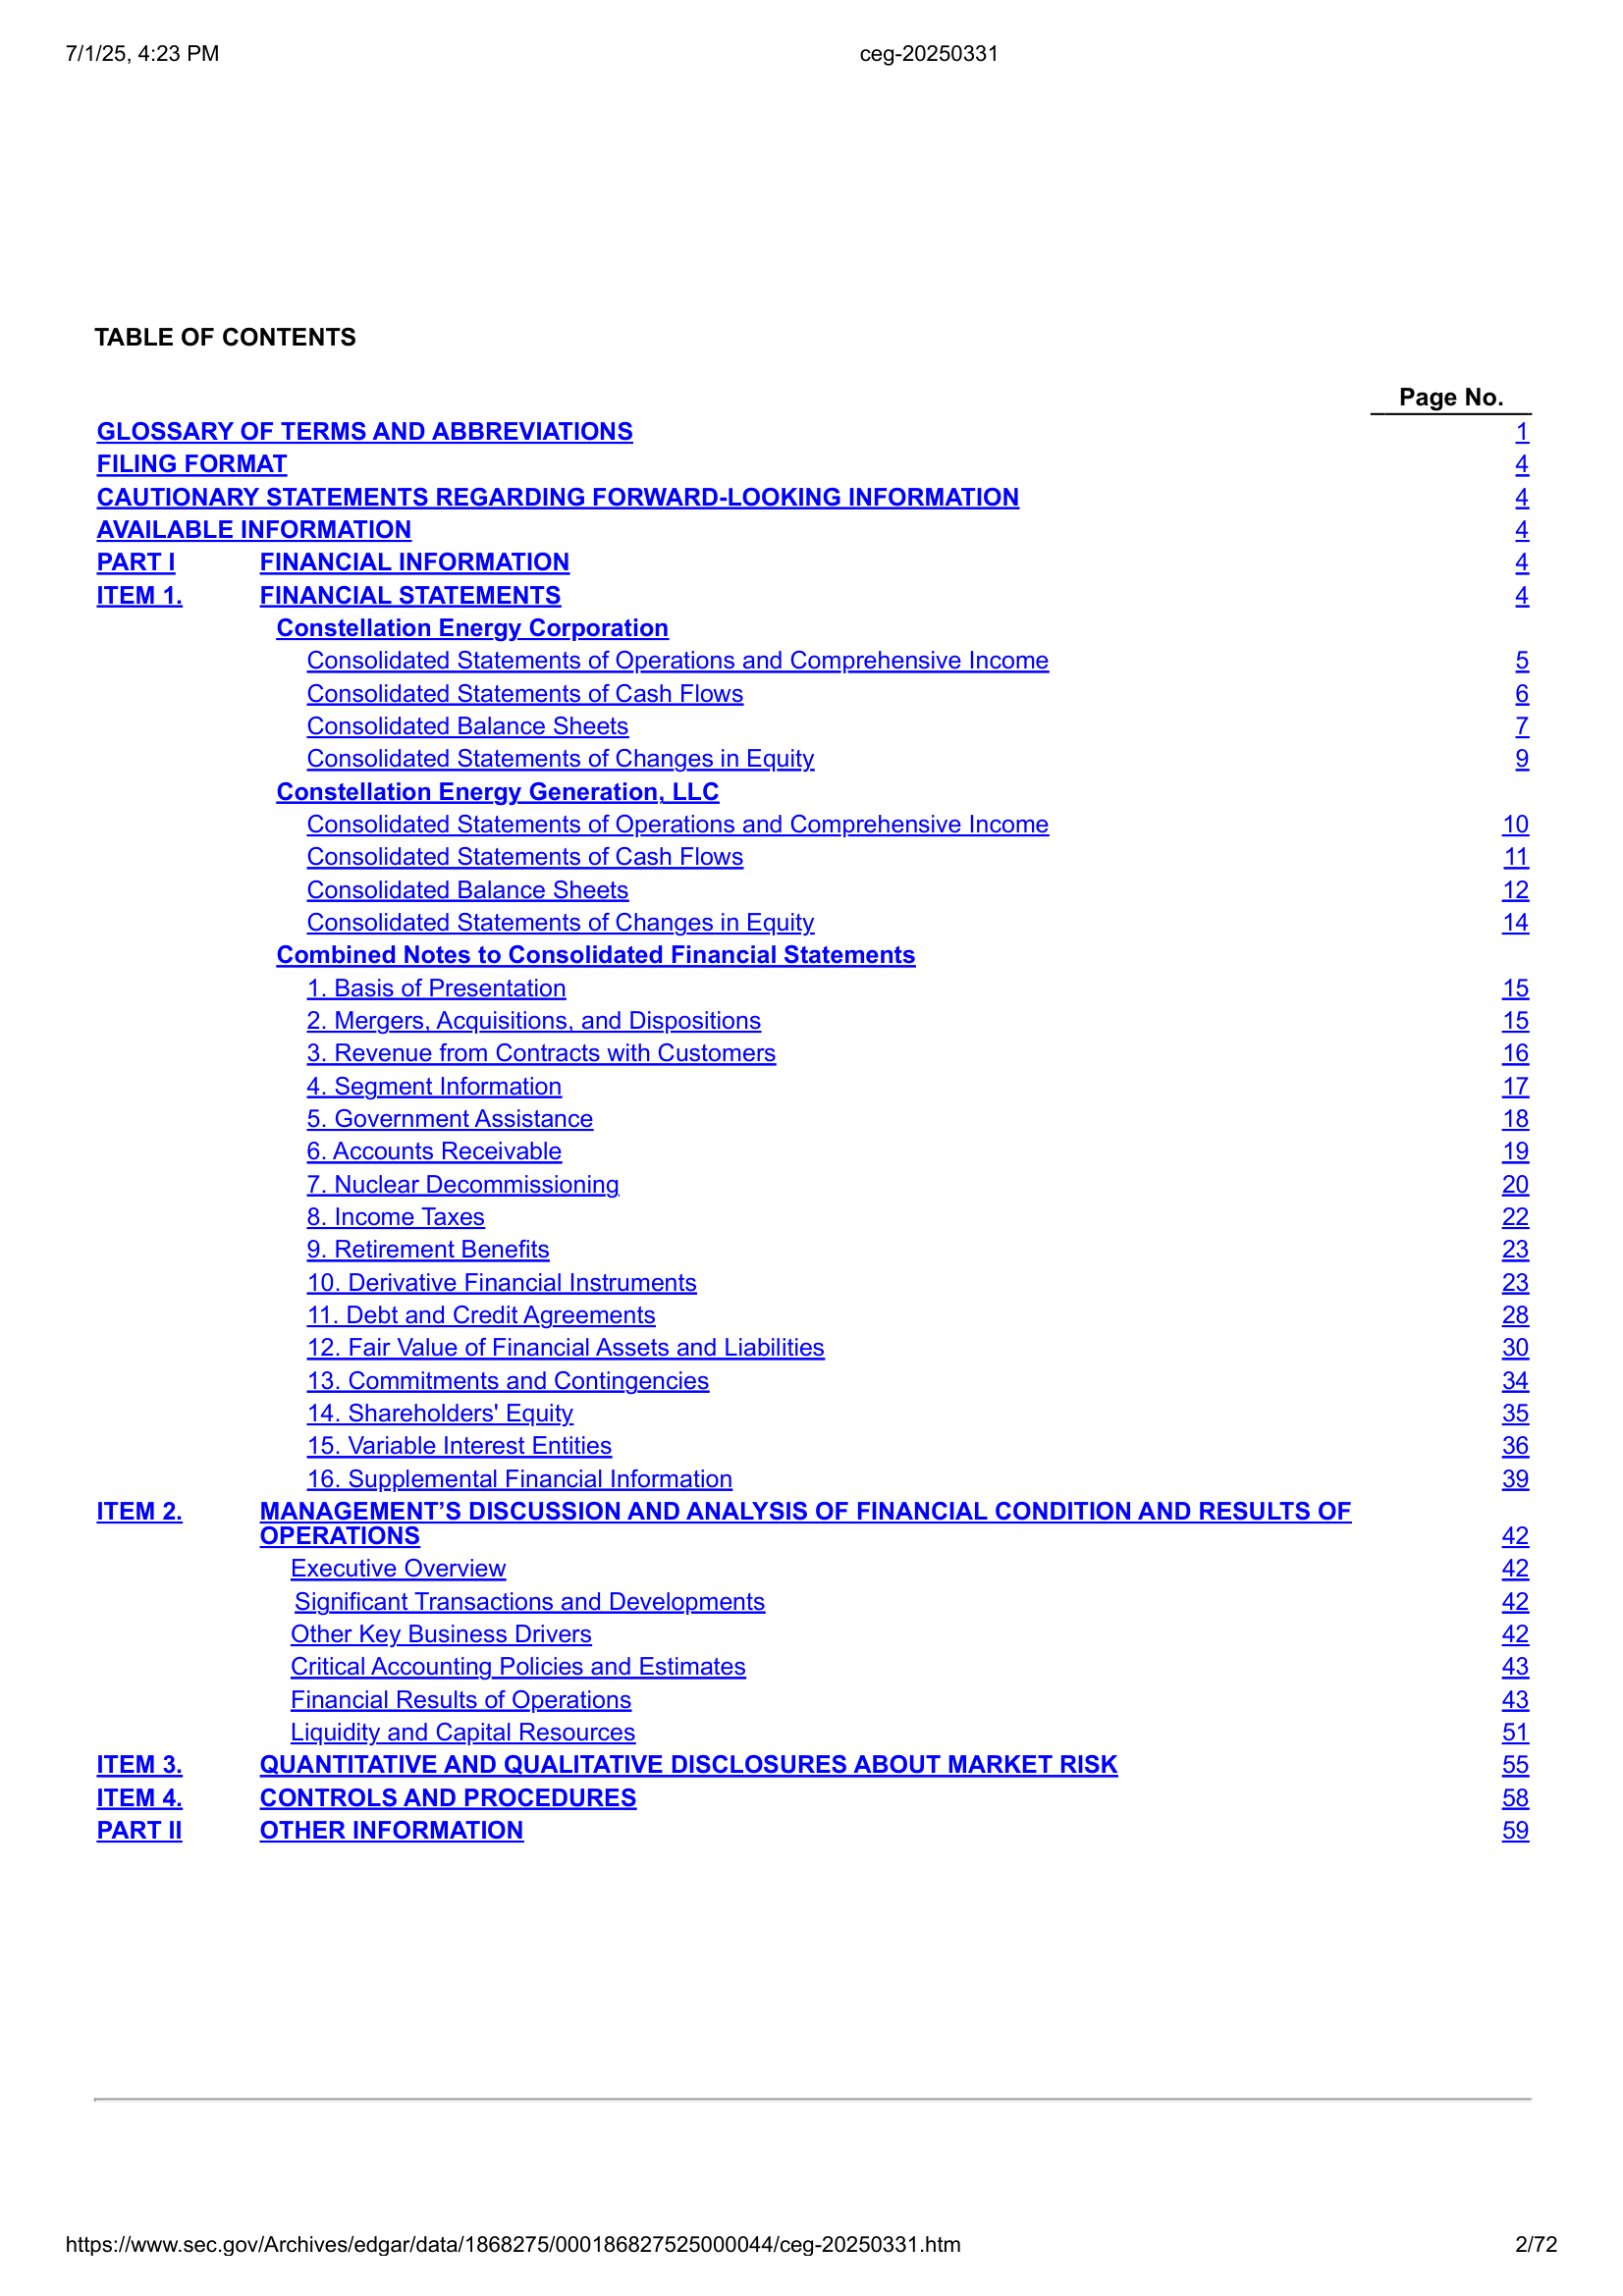 7/1/25, 4:23 PM ceg-20250331
TABLE OF CONTENTS
Page No.
GLOSSARY OF TERMS AND ABBREVIATIONS 1
FILING FORMAT 4
CAUTIONARY STATEMENTS REGARDING FORWARD-LOOKING INFORMATION 4
AVAILABLE INFORMATION 4
PART I FINANCIAL INFORMATION 4
ITEM 1. FINANCIAL STATEMENTS 4
Constellation Energy Corporation
Consolidated Statements of Operations and Comprehensive Income 5
Consolidated Statements of Cash Flows 6
Consolidated Balance Sheets 7
Consolidated Statements of Changes in Equity 9
Constellation Energy Generation, LLC
Consolidated Statements of Operations and Comprehensive Income 10
Consolidated Statements of Cash Flows 11
Consolidated Balance Sheets 12
Consolidated Statements of Changes in Equity 14
Combined Notes to Consolidated Financial Statements
1. Basis of Presentation 15
2. Mergers, Acquisitions, and Dispositions 15
3. Revenue from Contracts with Customers 16
4. Segment Information 17
5. Government Assistance 18
6. Accounts Receivable 19
7. Nuclear Decommissioning 20
8. Income Taxes 22
9. Retirement Benefits 23
10. Derivative Financial Instruments 23
11. Debt and Credit Agreements 28
12. Fair Value of Financial Assets and Liabilities 30
13. Commitments and Contingencies 34
14. Shareholders' Equity 35
15. Variable Interest Entities 36
16. Supplemental Financial Information 39
ITEM 2. MANAGEMENT’S DISCUSSION AND ANALYSIS OF FINANCIAL CONDITION AND RESULTS OF
OPERATIONS 42
Executive Overview 42
Significant Transactions and Developments 42
Other Key Business Drivers 42
Critical Accounting Policies and Estimates 43
Financial Results of Operations 43
Liquidity and Capital Resources 51
ITEM 3. QUANTITATIVE AND QUALITATIVE DISCLOSURES ABOUT MARKET RISK 55
ITEM 4. CONTROLS AND PROCEDURES 58
PART II OTHER INFORMATION 59
https://www.sec.gov/Archives/edgar/data/1868275/000186827525000044/ceg-20250331.htm 2/72